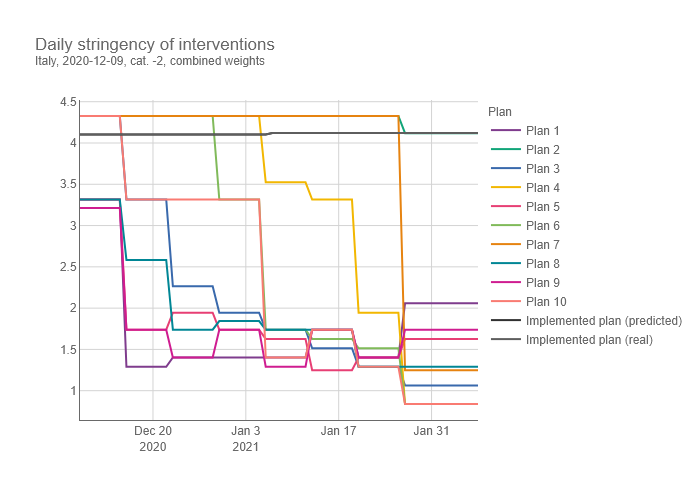 Daily stringency of interventions
Italy, 2020-12-09, cat. -2, combined weights
4.5
4
3.5
3
2.5
2
1.5
1
Dec 20
2020
Jan 3
2021
Jan 17
Jan 31
Plan
Plan 1
Plan 2
Plan 3
Plan 4
Plan 5
Plan 6
Plan 7
Plan 8
Plan 9
Plan 10
Implemented plan (predicted)
Implemented plan (real)